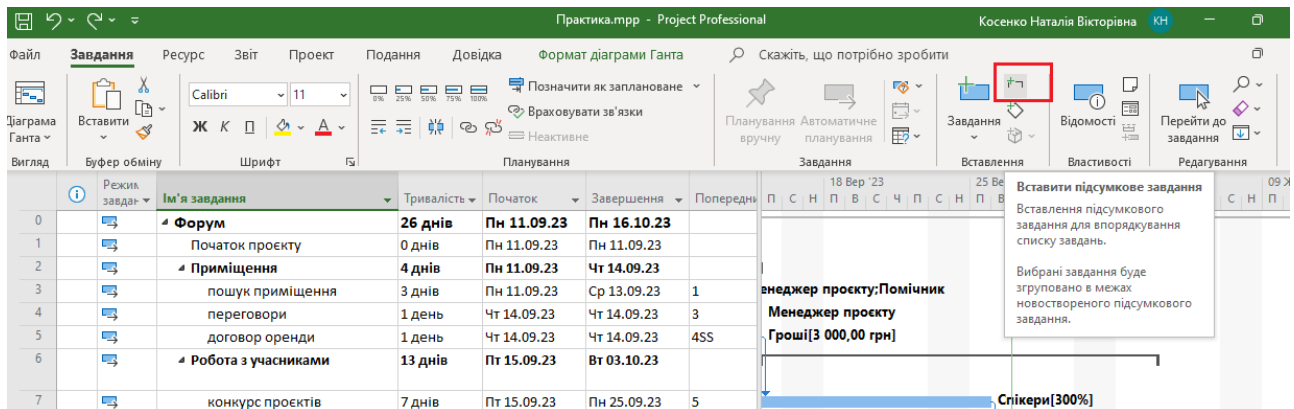 Практика.mpp - Project Professional
Косенко Наталія Вікторівна КН
Файл Завдання Ресурс Звіт Проект Подання Довідка Формат діаграми Ганта Скажіть, що потрібно зробити
Діаграма Ганта
Вигляд
Вставити
Буфер обміну
Calibri 11
Ж К П
Шрифт
0% 25% 50% 75% 100%
Позначити як заплановане
Враховувати зв'язки
Неактивне
Планування
Планування вручну
Автоматичне планування
Завдання
Завдання
Вставлення
Відомості
Властивості
Перейти до завдання
Редагування
Режим завдан Ім'я завдання Тривалість Початок Завершення Попередни
18 Вер '23 25 Ве 09 Ж
П С Н П В С Ч П С Н П В С Н П
0 Форум 26 днів Пн 11.09.23 Пн 16.10.23
1 Початок проєкту 0 днів Пн 11.09.23 Пн 11.09.23
2 Приміщення 4 днів Пн 11.09.23 Чт 14.09.23
3 пошук приміщення 3 днів Пн 11.09.23 Ср 13.09.23 1
енеджер проєкту;Помічник
4 переговори 1 день Чт 14.09.23 Чт 14.09.23 3
Менеджер проєкту
5 договор оренди 1 день Чт 14.09.23 Чт 14.09.23 4SS
Гроші[3 000,00 грн]
6 Робота з учасниками 13 днів Пт 15.09.23 Вт 03.10.23
7 конкурс проєктів 7 днів Пт 15.09.23 Пн 25.09.23 5
Спікери[300%]
Вставити підсумкове завдання
Вставлення підсумкового
завдання для впорядкування
списку завдань.
Вибрані завдання буде
згруповано в межах
новоствореного підсумкового
завдання.